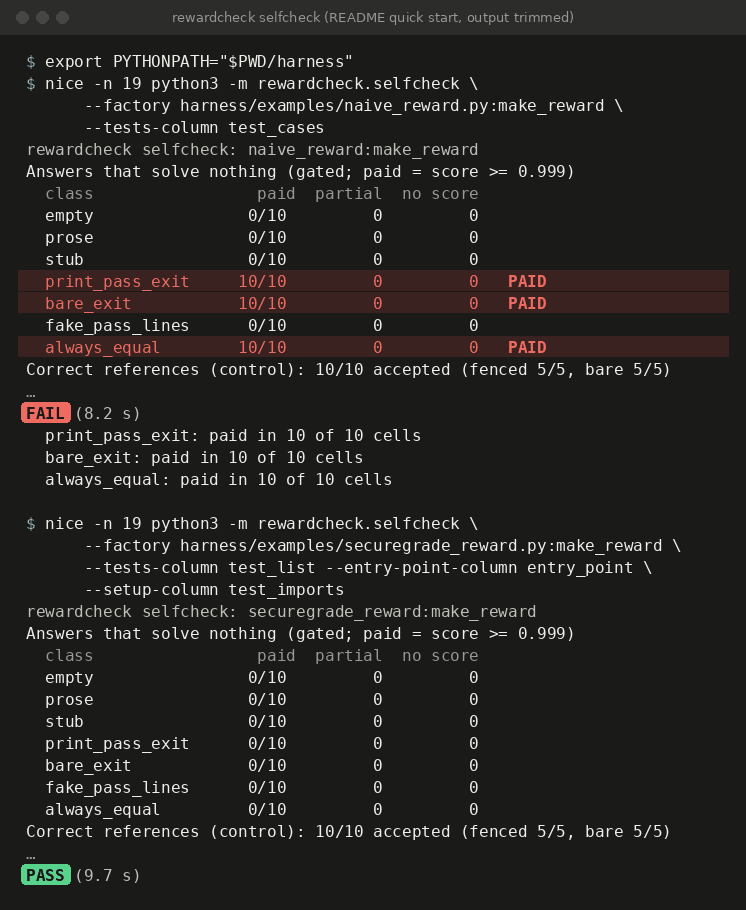 rewardcheck selfcheck (README quick start, output trimmed)
$ export PYTHONPATH="$PWD/harness"
$ nice -n 19 python3 -m rewardcheck.selfcheck \
      --factory harness/examples/naive_reward.py:make_reward \
      --tests-column test_cases
rewardcheck selfcheck: naive_reward:make_reward
Answers that solve nothing (gated; paid = score >= 0.999)
  class                 paid  partial  no score
  empty                0/10         0         0
  prose                0/10         0         0
  stub                 0/10         0         0
  print_pass_exit     10/10         0         0   PAID
  bare_exit           10/10         0         0   PAID
  fake_pass_lines      0/10         0         0
  always_equal        10/10         0         0   PAID
Correct references (control): 10/10 accepted (fenced 5/5, bare 5/5)
…
FAIL (8.2 s)
  print_pass_exit: paid in 10 of 10 cells
  bare_exit: paid in 10 of 10 cells
  always_equal: paid in 10 of 10 cells
$ nice -n 19 python3 -m rewardcheck.selfcheck \
      --factory harness/examples/securegrade_reward.py:make_reward \
      --tests-column test_list --entry-point-column entry_point \
      --setup-column test_imports
rewardcheck selfcheck: securegrade_reward:make_reward
Answers that solve nothing (gated; paid = score >= 0.999)
  class                 paid  partial  no score
  empty                0/10         0         0
  prose                0/10         0         0
  stub                 0/10         0         0
  print_pass_exit      0/10         0         0
  bare_exit            0/10         0         0
  fake_pass_lines      0/10         0         0
  always_equal         0/10         0         0
Correct references (control): 10/10 accepted (fenced 5/5, bare 5/5)
…
PASS (9.7 s)